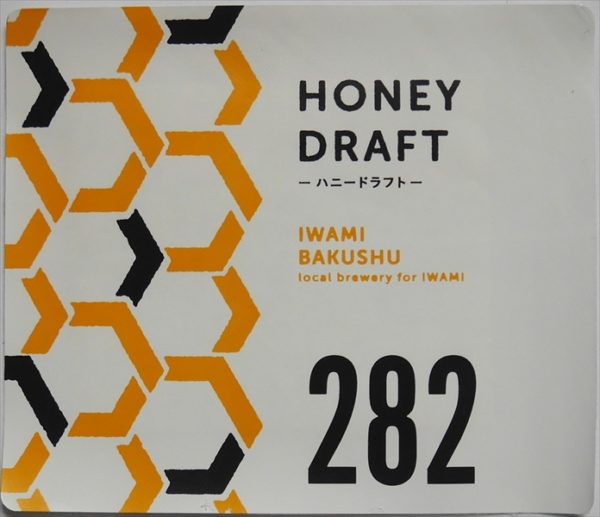 HONEY
DRAFT
ーハニードラフトー
IWAMI
BAKUSHU
local brewery for IWAMI
282